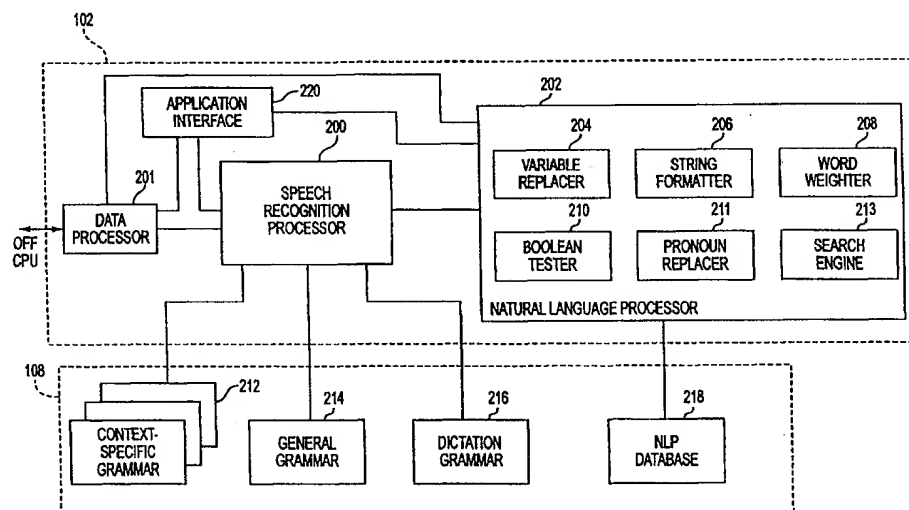 102
220
APPLICATION
INTERFACE
202
200
204
206
208
VARIABLE
REPLACER
STRING
FORMATTER
WORD
WEIGHTER
201
SPEECH
RECOGNITION
PROCESSOR
DATA
PROCESSOR
OFF
CPU
210
211
213
BOOLEAN
TESTER
PRONOUN
REPLACER
SEARCH
ENGINE
NATURAL LANGUAGE PROCESSOR
108
212
214
216
218
CONTEXT-
SPECIFIC
GRAMMAR
GENERAL
GRAMMAR
DICTATION
GRAMMAR
NLP
DATABASE